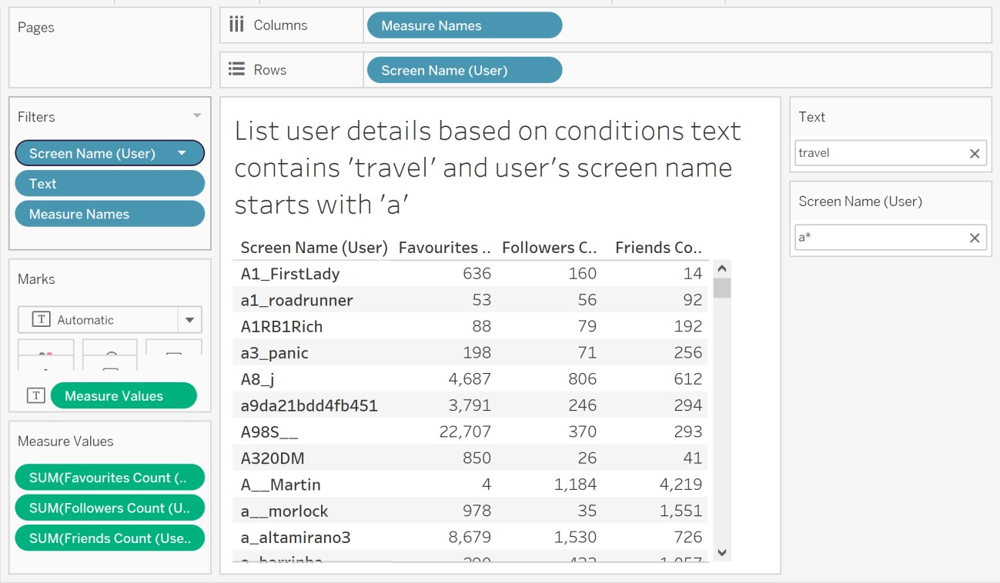 Pages
Columns
Measure Names
Rows
Screen Name (User)
Filters
Screen Name (User)
Text
Measure Names
Marks
T Automatic
T Measure Values
Measure Values
SUM(Favourites Count (..
SUM(Followers Count (U..
SUM(Friends Count (Use..
List user details based on conditions text
contains 'travel' and user's screen name
starts with 'a'
Screen Name (User) Favourites .. Followers C.. Friends Co..
A1_FirstLady 636 160 14
a1_roadrunner 53 56 92
A1RB1Rich 88 79 192
a3_panic 198 71 256
A8_j 4,687 806 612
a9da21bdd4fb451 3,791 246 294
A98S__ 22,707 370 293
A320DM 850 26 41
A__Martin 4 1,184 4,219
a__morlock 978 35 1,551
a_altamirano3 8,679 1,530 726
Text
travel
Screen Name (User)
a*